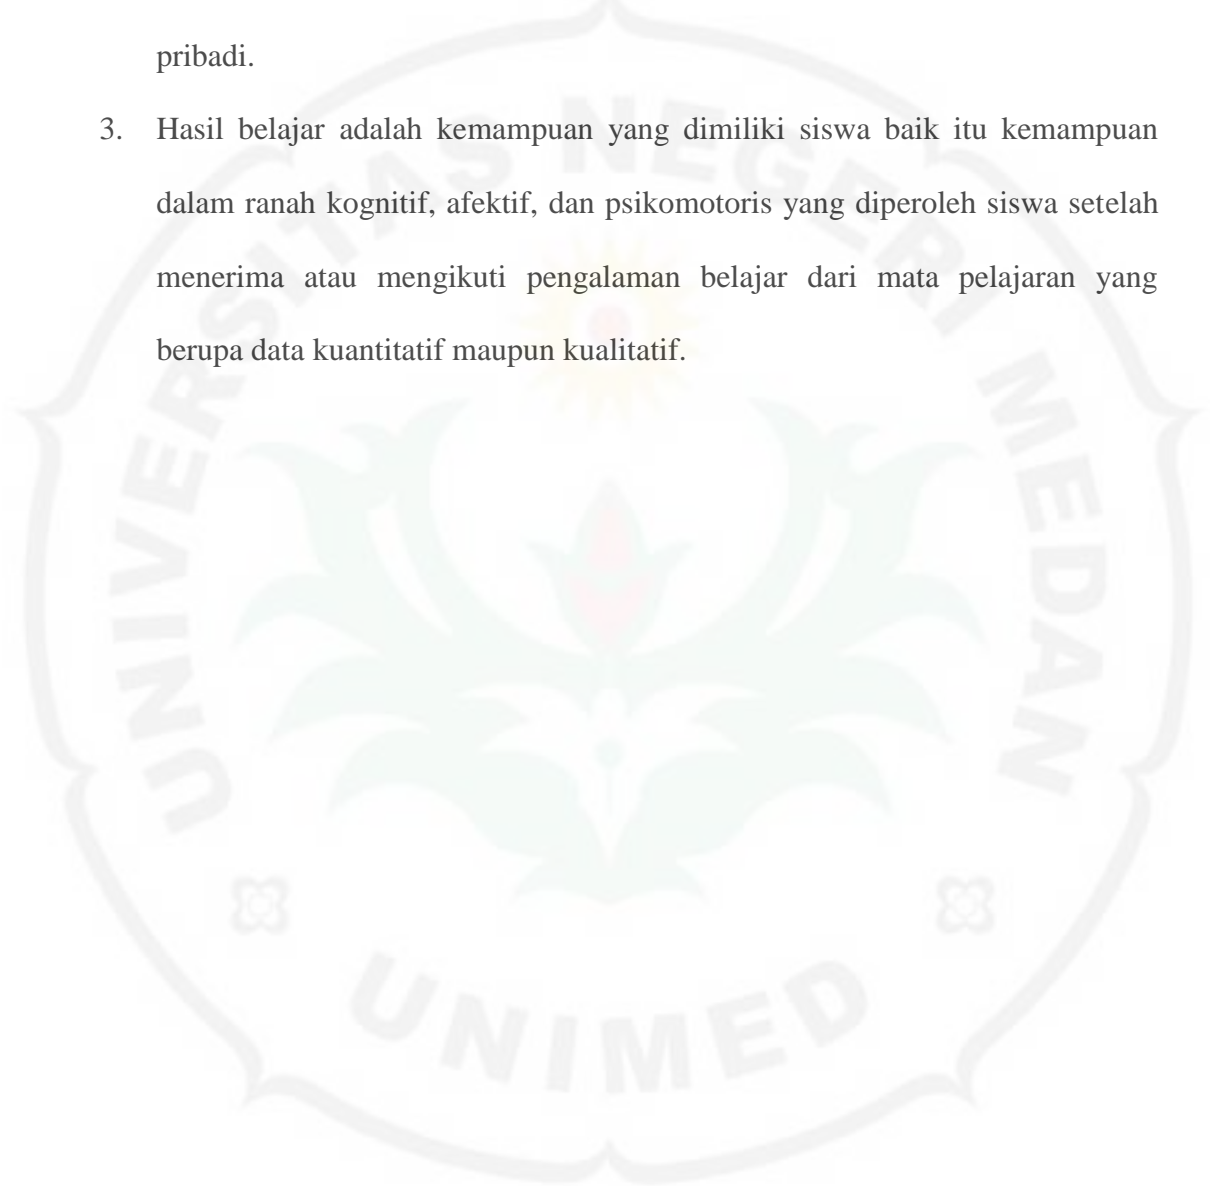 pribadi.
3. Hasil belajar adalah kemampuan yang dimiliki siswa baik itu kemampuan
dalam ranah kognitif, afektif, dan psikomotoris yang diperoleh siswa setelah
menerima atau mengikuti pengalaman belajar dari mata pelajaran yang
berupa data kuantitatif maupun kualitatif.
UNIVERSITAS NEGERI MEDAN
UNIMED